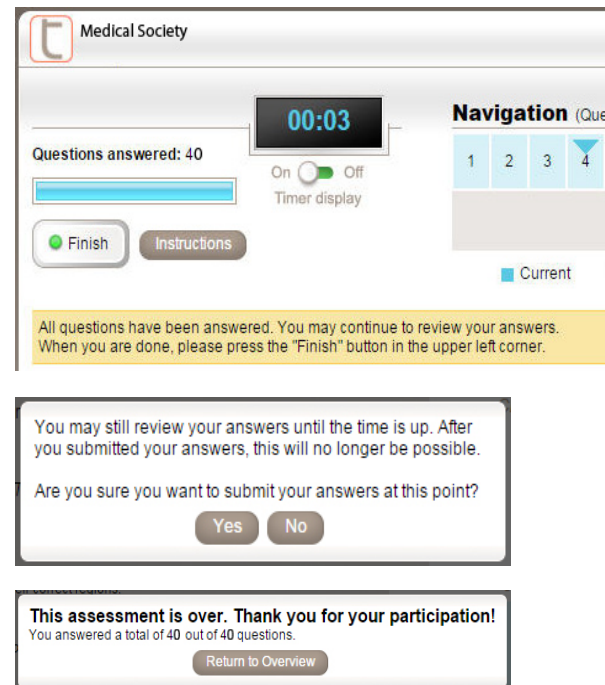 Medical Society
00:03
Questions answered: 40
On Off
Timer display
Finish Instructions
Navigation (Que
1 2 3 4
Current
All questions have been answered. You may continue to review your answers.
When you are done, please press the "Finish" button in the upper left corner.
You may still review your answers until the time is up. After
you submitted your answers, this will no longer be possible.
Are you sure you want to submit your answers at this point?
Yes No
This assessment is over. Thank you for your participation!
You answered a total of 40 out of 40 questions.
Return to Overview